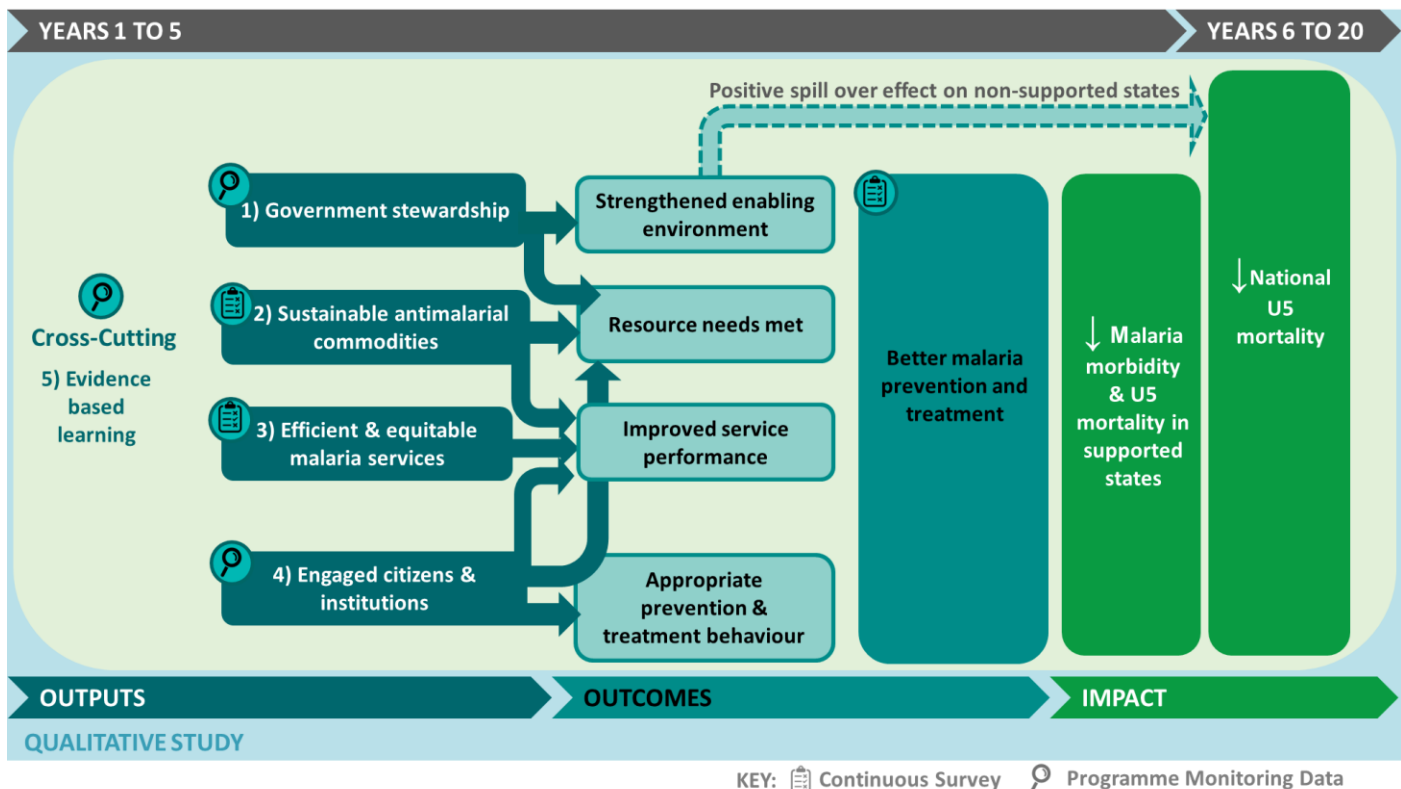 YEARS 1 TO 5
YEARS 6 TO 20
Positive spill over effect on non-supported states
1) Government stewardship
Strengthened enabling
environment
Cross-Cutting
5) Evidence
based
learning
2) Sustainable antimalarial
commodities
Resource needs met
3) Efficient & equitable
malaria services
Improved service
performance
4) Engaged citizens &
institutions
Appropriate
prevention &
treatment behaviour
Better malaria
prevention and
treatment
↓ Malaria
morbidity
& U5
mortality in
supported
states
↓National
U5
mortality
OUTPUTS
OUTCOMES
IMPACT
QUALITATIVE STUDY
KEY: Continuous Survey Programme Monitoring Data